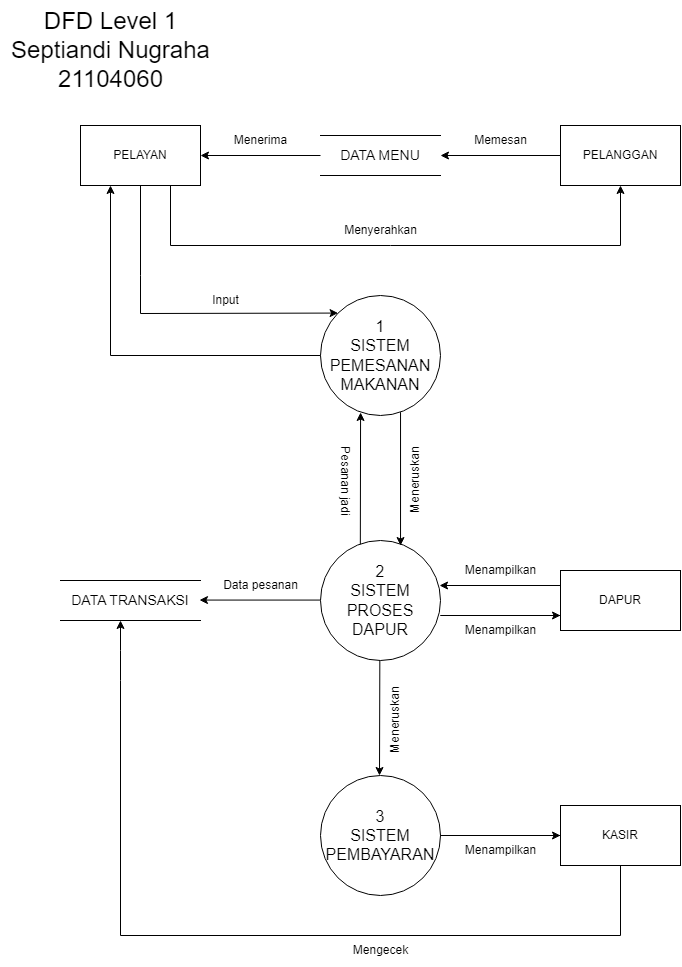 DFD Level 1
Septiandi Nugraha
21104060
PELAYAN
Menerima
DATA MENU
Memesan
PELANGGAN
Menyerahkan
Input
1
SISTEM
PEMESANAN
MAKANAN
Pesanan jadi
Meneruskan
DATA TRANSAKSI
Data pesanan
2
SISTEM
PROSES
DAPUR
Menampilkan
DAPUR
Menampilkan
Meneruskan
3
SISTEM
PEMBAYARAN
Menampilkan
KASIR
Mengecek